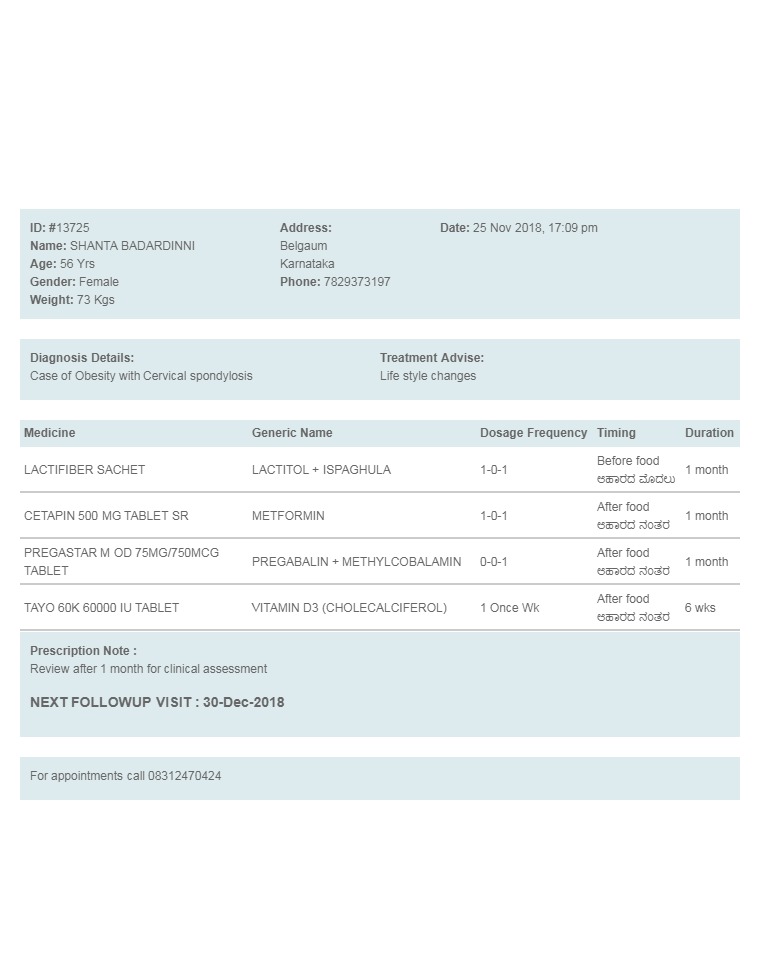 ID: #13725
Name: SHANTA BADARDINNI
Age: 56 Yrs
Gender: Female
Weight: 73 Kgs
Address:
Belgaum
Karnataka
Phone: 7829373197
Date: 25 Nov 2018, 17:09 pm
Diagnosis Details:
Case of Obesity with Cervical spondylosis
Treatment Advise:
Life style changes
Medicine Generic Name Dosage Frequency Timing Duration
LACTIFIBER SACHET LACTITOL + ISPAGHULA 1-0-1 Before food 1 month
ಆಹಾರದ ಮೊದಲು
CETAPIN 500 MG TABLET SR METFORMIN 1-0-1 After food 1 month
ಆಹಾರದ ನಂತರ
PREGASTAR M OD 75MG/750MCG PREGABALIN + METHYLCOBALAMIN 0-0-1 After food 1 month
TABLET ಆಹಾರದ ನಂತರ
TAYO 60K 60000 IU TABLET VITAMIN D3 (CHOLECALCIFEROL) 1 Once Wk After food 6 wks
ಆಹಾರದ ನಂತರ
Prescription Note :
Review after 1 month for clinical assessment
NEXT FOLLOWUP VISIT : 30-Dec-2018
For appointments call 08312470424